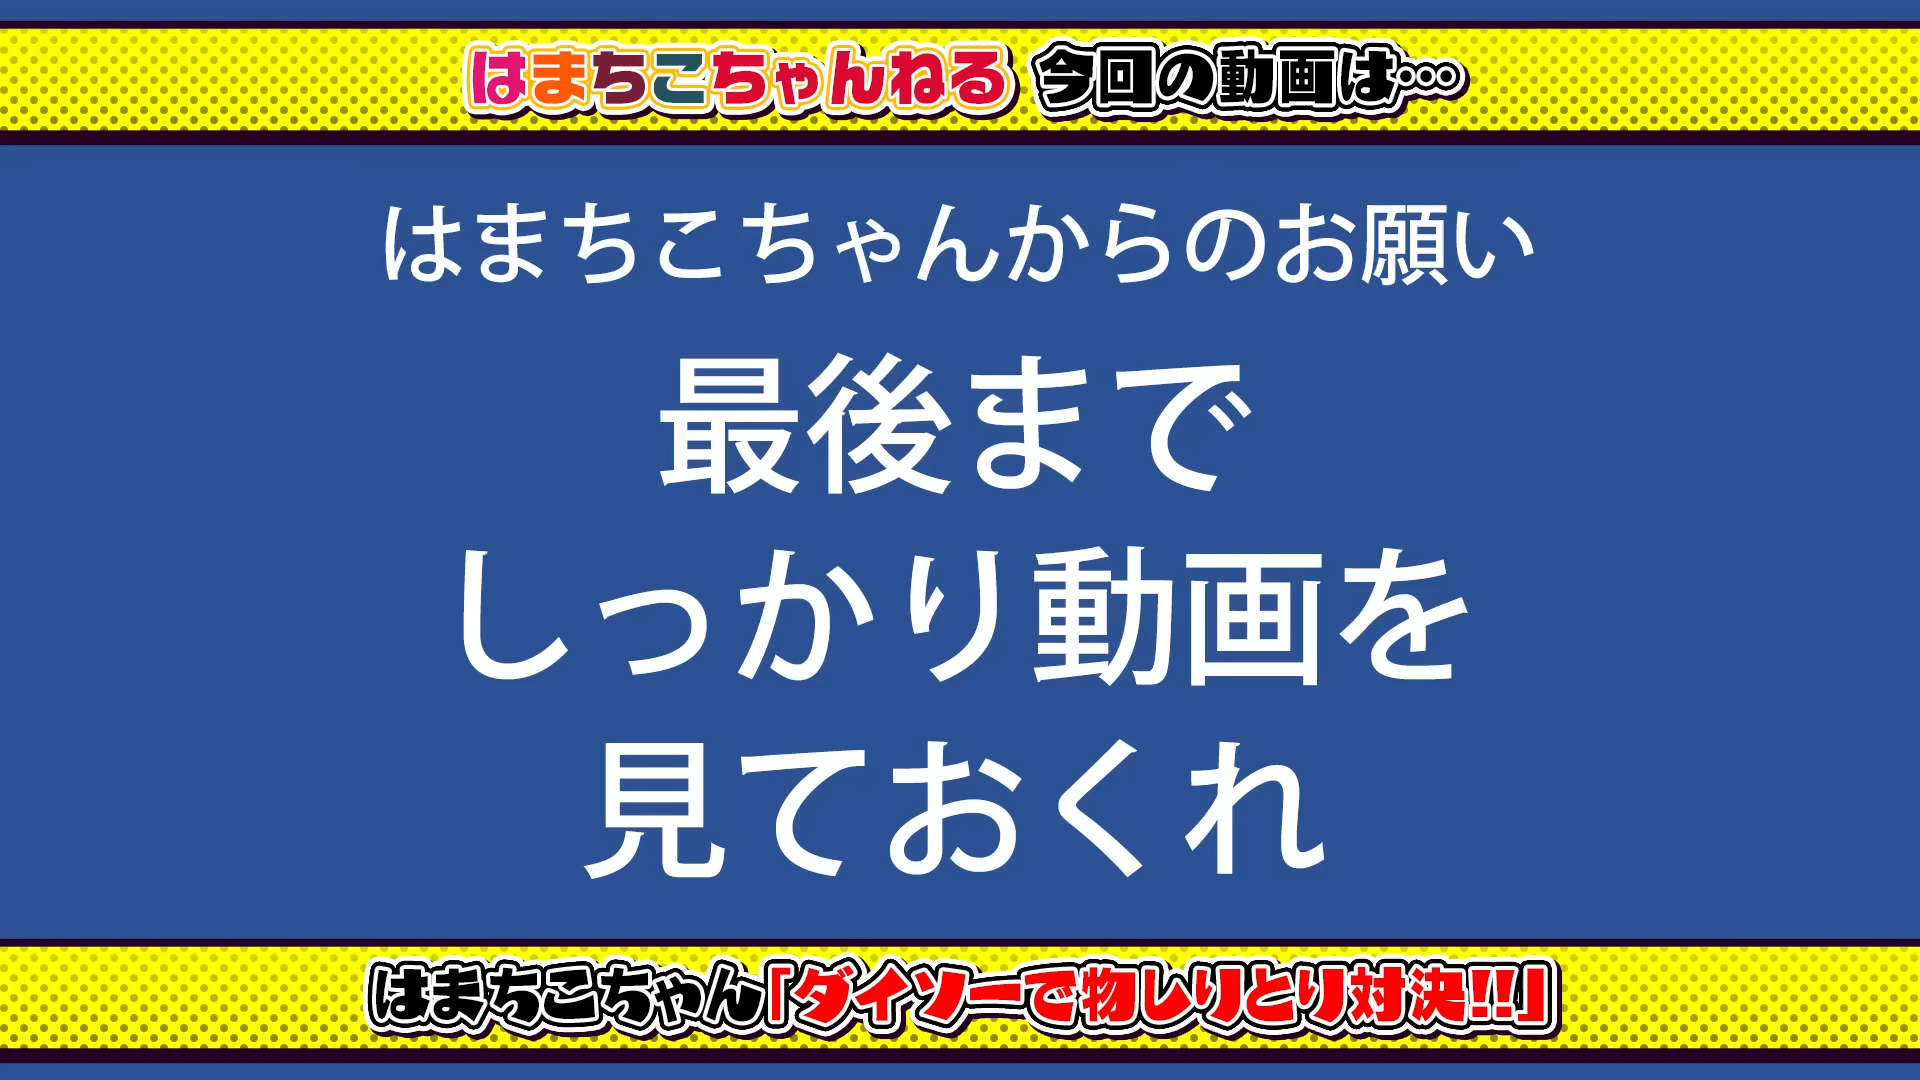 はまちこちゃんねる 今回の動画は…
はまちこちゃんからのお願い
最後まで
しっかり動画を
見ておくれ
はまちこちゃん「ダイソーで物しりとり対決!!」